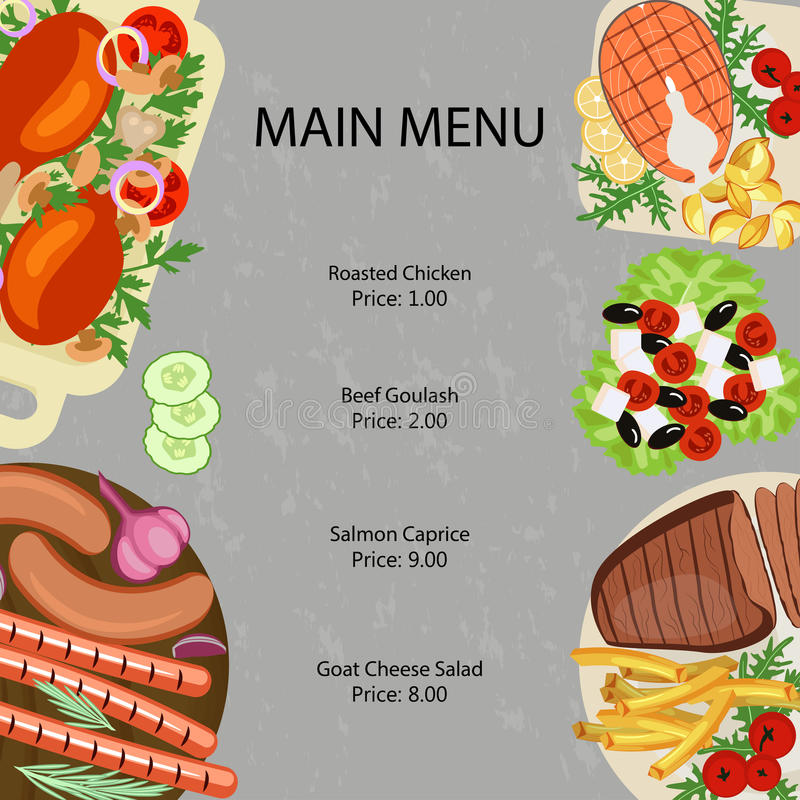 MAIN MENU
Roasted Chicken
Price: 1.00
Beef Goulash
Price: 2.00
dreamstime
Salmon Caprice
Price: 9.00
Goat Cheese Salad
Price: 8.00